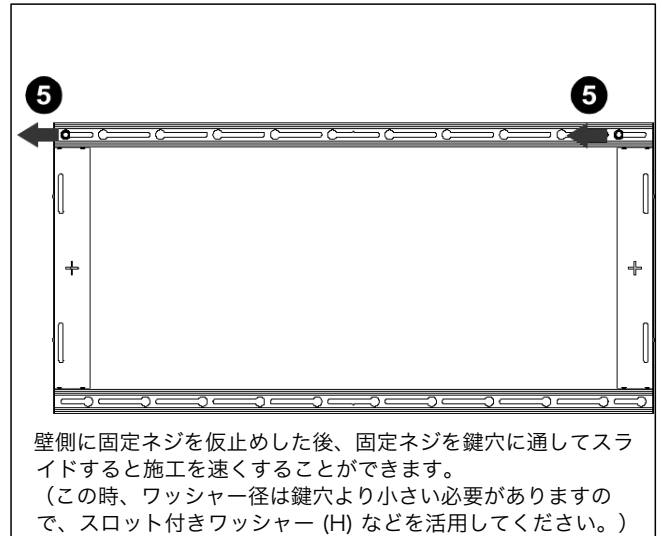 5 5
壁側に固定ネジを仮止めした後、固定ネジを鍵穴に通してスラ
イドすると施工を速くすることができます。
（この時、ワッシャー径は鍵穴より小さい必要がありますの
で、スロット付きワッシャー (H) などを活用してください。）